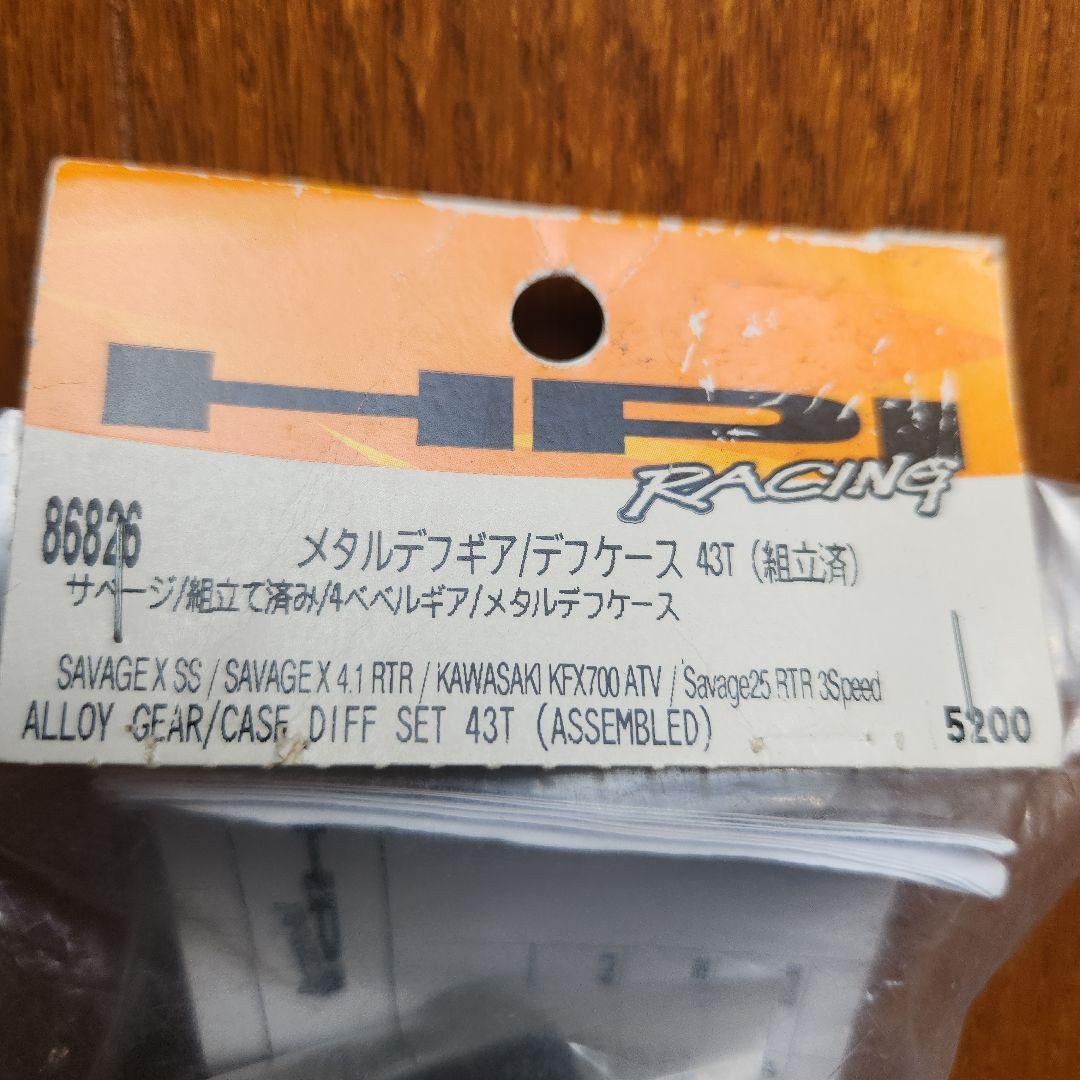 HPI
RACING
86826
メタルデフギア/デフケース 43T (組立済)
サベージ/組立て済み/4ベベルギア/メタルデフケース
SAVAGE X SS / SAVAGE X 4.1 RTR / KAWASAKI KFX700 ATV / Savage25 RTR 3Speed
ALLOY GEAR/CASE DIFF SET 43T (ASSEMBLED)
5200